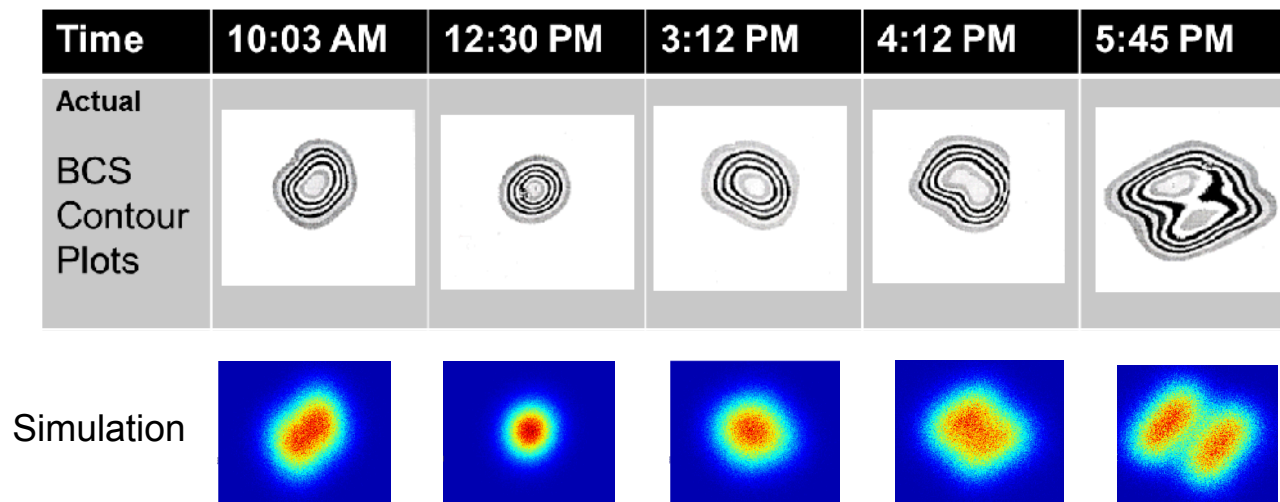 Time 10:03 AM 12:30 PM 3:12 PM 4:12 PM 5:45 PM
Actual
BCS
Contour
Plots
Simulation